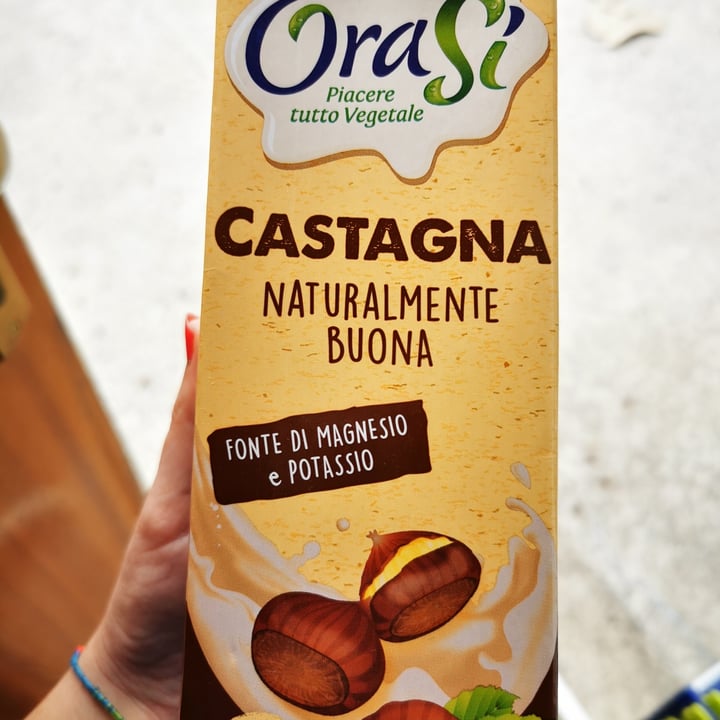 OraSì
Piacere
tutto Vegetale
CASTAGNA
NATURALMENTE
BUONA
FONTE DI MAGNESIO
e POTASSIO